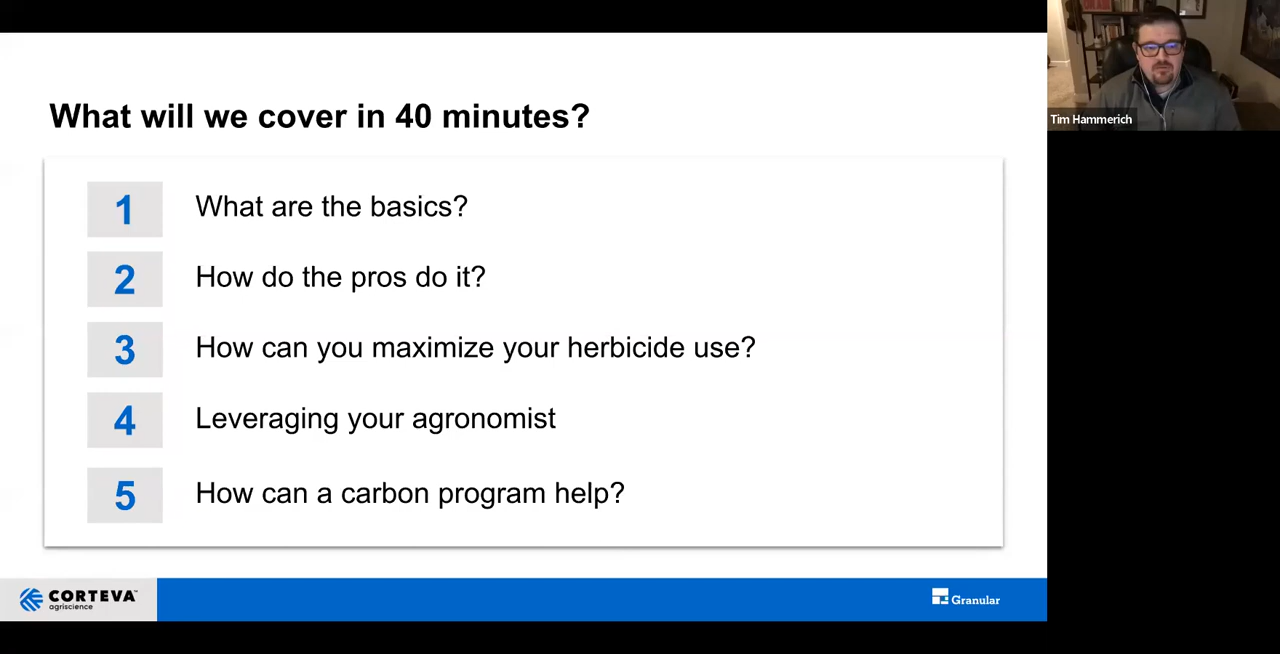 What will we cover in 40 minutes?
1 What are the basics?
2 How do the pros do it?
3 How can you maximize your herbicide use?
4 Leveraging your agronomist
5 How can a carbon program help?
CORTEVA™
agriscience
Granular
Tim Hammerich